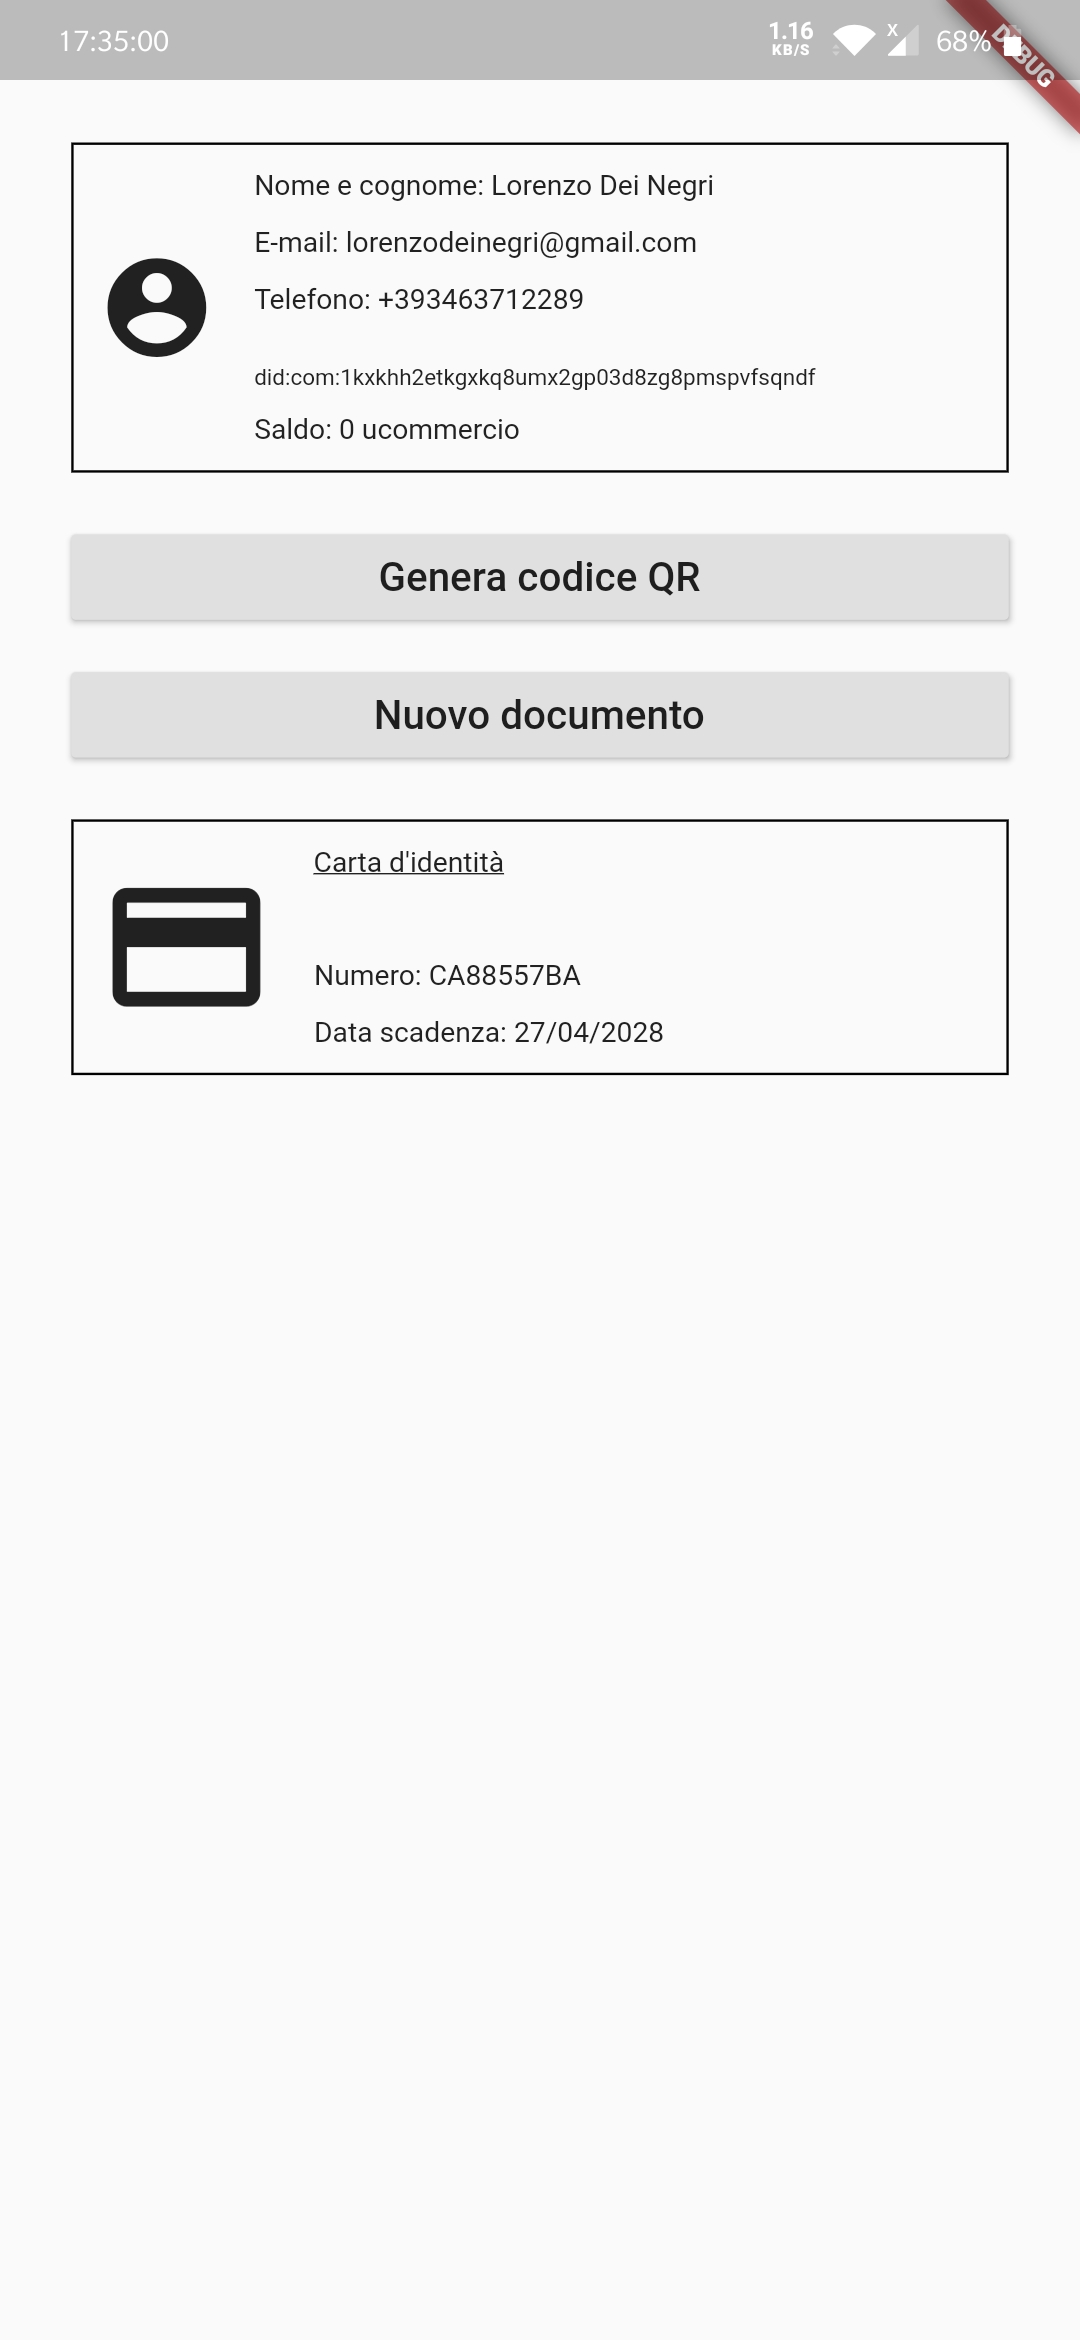 17:35:00
1.16
KB/S
X
68%
DEBUG
Nome e cognome: Lorenzo Dei Negri
E-mail: lorenzodeinegri@gmail.com
Telefono: +393463712289
did:com:1kxkhh2etkgxkq8umx2gp03d8zg8pmspvfsqndf
Saldo: 0 ucommercio
Genera codice QR
Nuovo documento
Carta d'identità
Numero: CA88557BA
Data scadenza: 27/04/2028